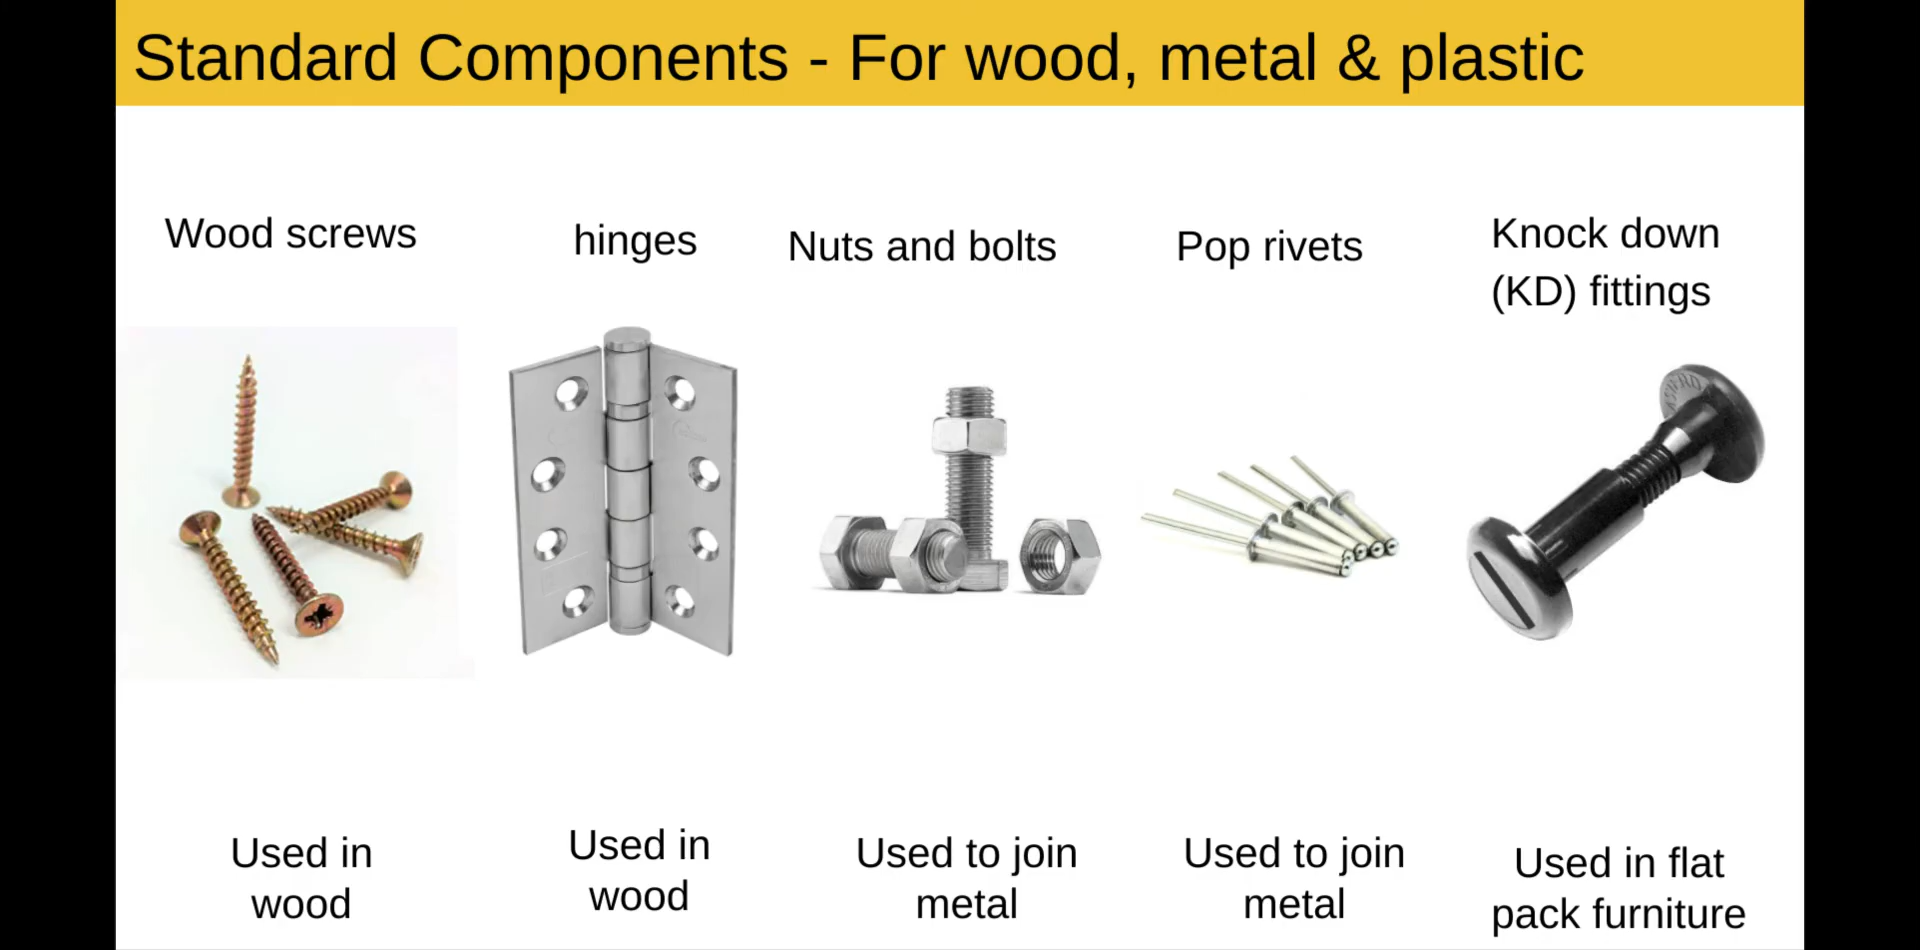 Standard Components - For wood, metal & plastic
Wood screws
hinges
Nuts and bolts
Pop rivets
Knock down
(KD) fittings
Used in
wood
Used in
wood
Used to join
metal
Used to join
metal
Used in flat
pack furniture